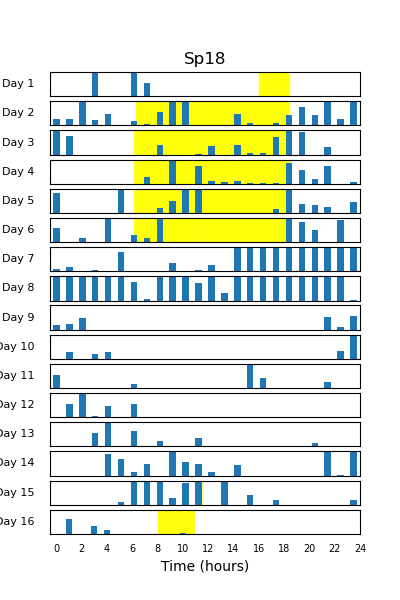 Sp18
Day 1
Day 2
Day 3
Day 4
Day 5
Day 6
Day 7
Day 8
Day 9
Day 10
Day 11
Day 12
Day 13
Day 14
Day 15
Day 16
0 2 4 6 8 10 12 14 16 18 20 22 24
Time (hours)